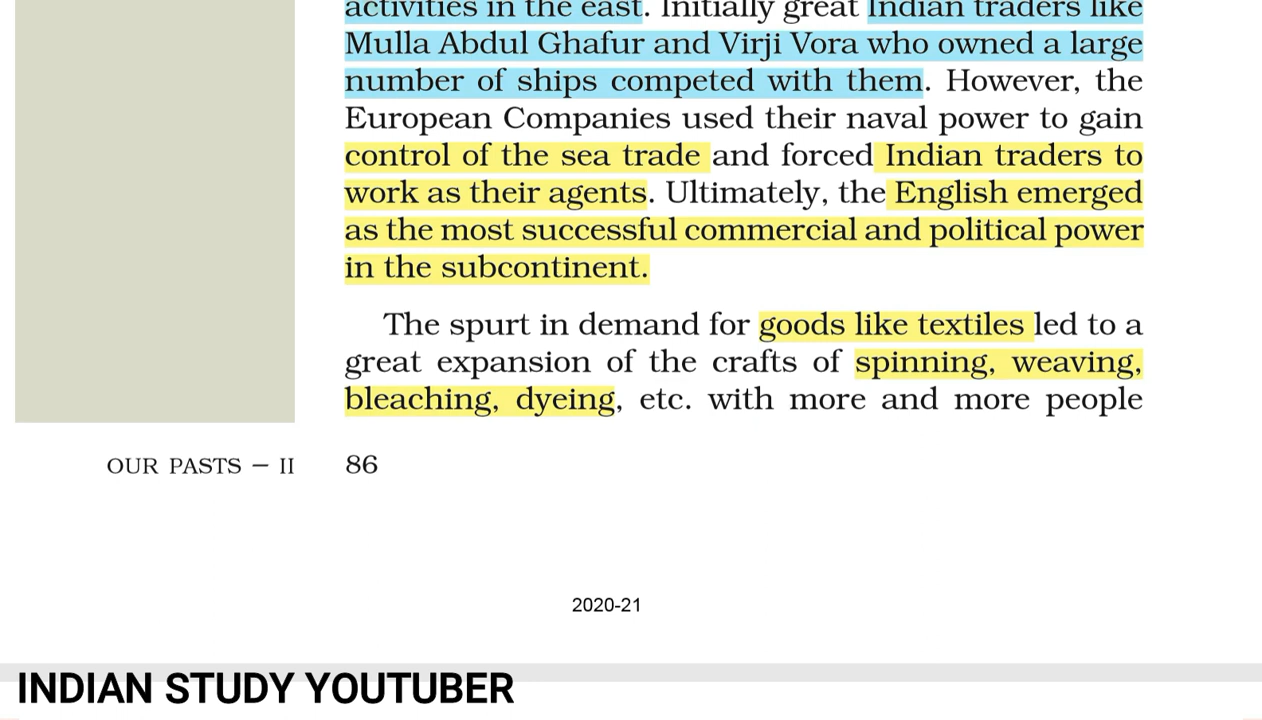 activities in the east. Initially great Indian traders like
Mulla Abdul Ghafur and Virji Vora who owned a large
number of ships competed with them. However, the
European Companies used their naval power to gain
control of the sea trade and forced Indian traders to
work as their agents. Ultimately, the English emerged
as the most successful commercial and political power
in the subcontinent.
The spurt in demand for goods like textiles led to a
great expansion of the crafts of spinning, weaving,
bleaching, dyeing, etc. with more and more people
OUR PASTS – II 86
2020-21
INDIAN STUDY YOUTUBER